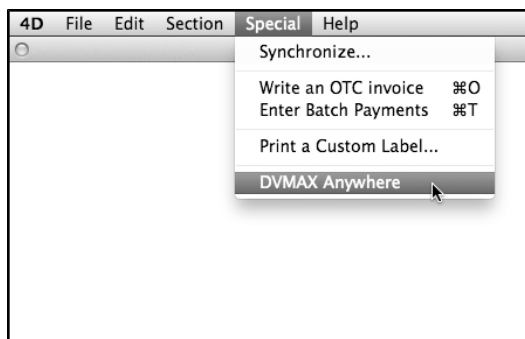 4D File Edit Section Special Help
Synchronize...
Write an OTC invoice ⌘O
Enter Batch Payments ⌘T
Print a Custom Label...
DVMAX Anywhere